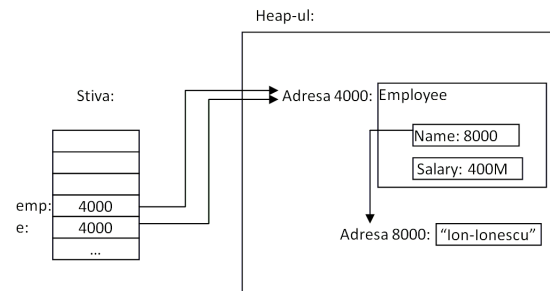 Heap-ul:
Stiva:
Adresa 4000: Employee
Name: 8000
Salary: 400M
emp: 4000
e: 4000
...
Adresa 8000: "Ion-Ionescu"